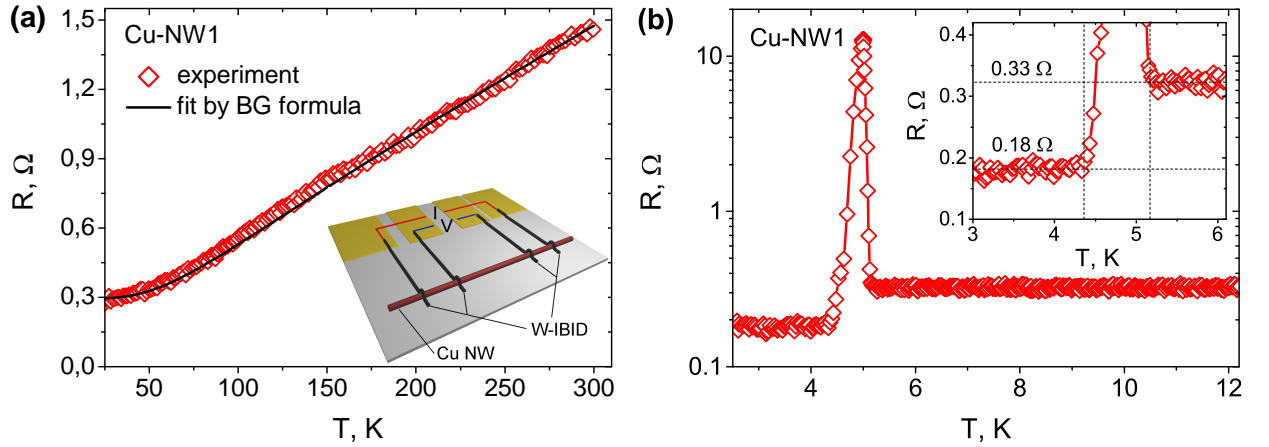 (a)
Cu-NW1
experiment
fit by BG formula
R, Ω
1,5
1,2
0,9
0,6
0,3
0,0
50 100 150 200 250 300
T, K
I
V
W-IBID
Cu NW
(b)
Cu-NW1
R, Ω
10
1
0.1
4 6 8 10 12
T, K
R, Ω
0.4
0.3
0.2
0.1
0.33 Ω
0.18 Ω
3 4 5 6
T, K